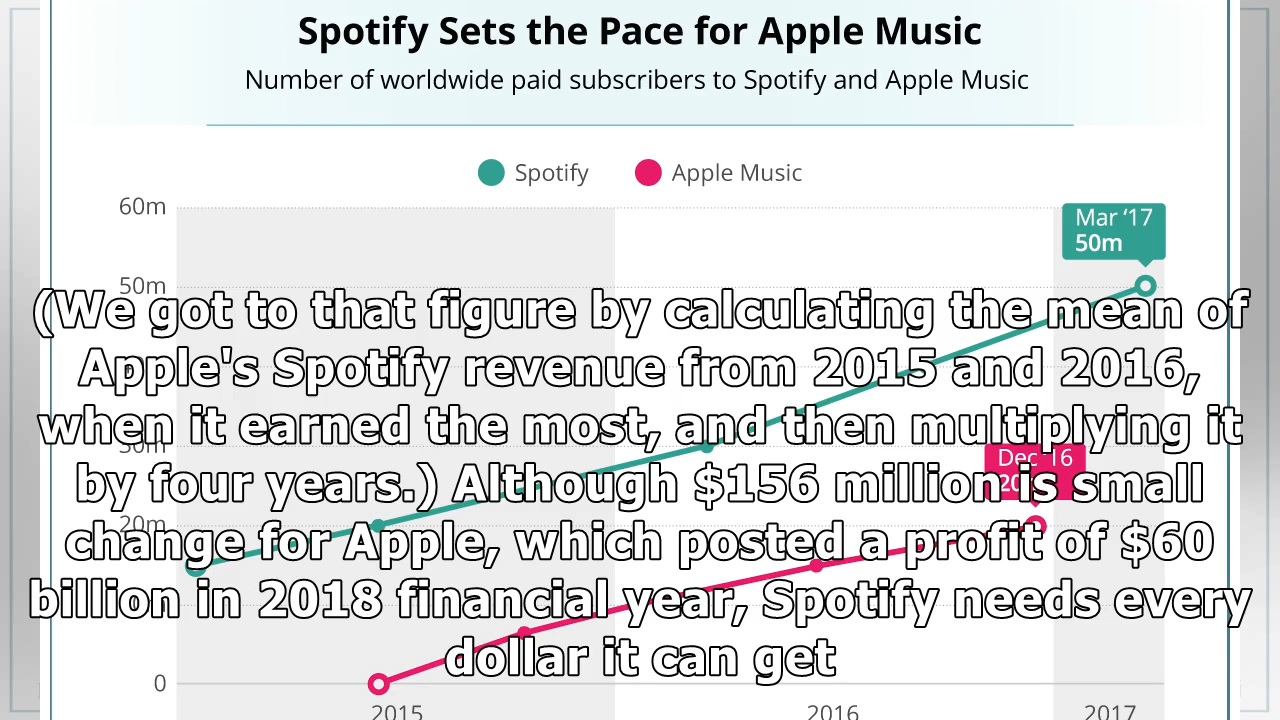 Spotify Sets the Pace for Apple Music
Number of worldwide paid subscribers to Spotify and Apple Music
Spotify Apple Music
60m
Mar ‘17
50m
50m
(We got to that figure by calculating the mean of
Apple's Spotify revenue from 2015 and 2016,
when it earned the most, and then multiplying it
30m
Dec 16
by four years.) Although $156 million is small
20m
change for Apple, which posted a profit of $60
billion in 2018 financial year, Spotify needs every
dollar it can get
0
2015 2016 2017